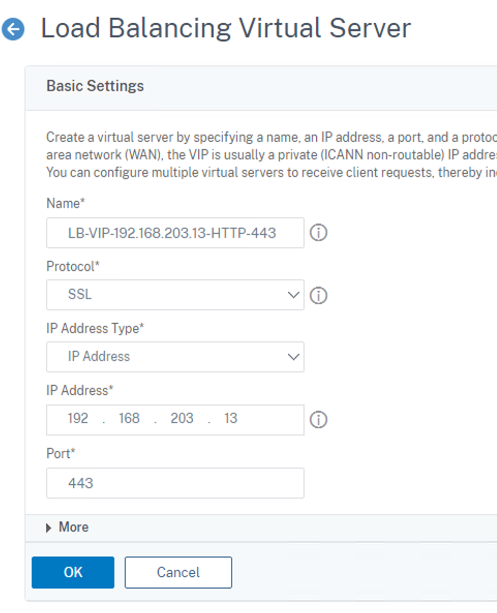 Load Balancing Virtual Server
Basic Settings
Create a virtual server by specifying a name, an IP address, a port, and a
area network (WAN), the VIP is usually a private (ICANN non-routable) IP
You can configure multiple virtual servers to receive client requests, thereby
Name*
LB-VIP-192.168.203.13-HTTP-443
Protocol*
SSL
IP Address Type*
IP Address
IP Address*
192 . 168 . 203 . 13
Port*
443
More
OK Cancel